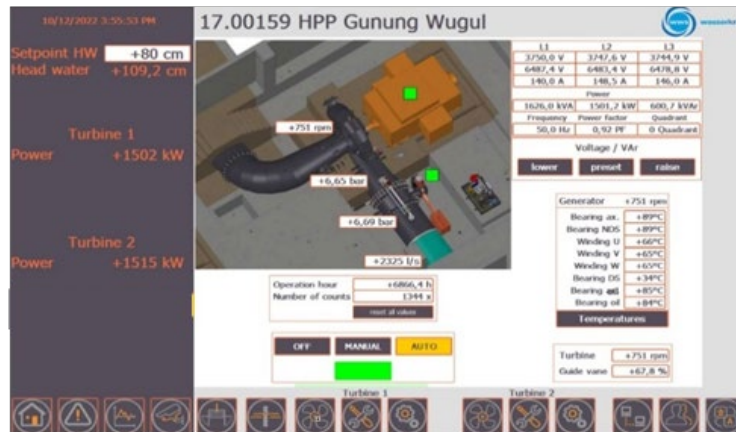 10/12/2022 3:55:53 PM
17.00159 HPP Gunung Wugul
Setpoint HW +80 cm
Head water +109,2 cm
Turbine 1
Power +1502 kW
Turbine 2
Power +1515 kW
+751 rpm
+6,65 bar
+6,69 bar
+2325 l/s
L1 L2 L3
3750,0 V 3747,6 V 3744,9 V
6487,4 V 6483,4 V 6478,8 V
140,0 A 148,5 A 146,0 A
Power
1626,0 kVA 1501,2 kW 600,7 kVAr
Frequency Power factor Quadrant
50,0 Hz 0,92 PF 0 Quadrant
Voltage / VAr
lower preset raise
Generator +751 rpm
Bearing ax. +89°C
Bearing NDS +89°C
Winding U +66°C
Winding V +65°C
Winding W +65°C
Bearing DS +34°C
Bearing axi +85°C
Bearing oil +84°C
Temperatures
Operation hour +6866,4 h
Number of counts 1344 x
reset all values
OFF MANUAL AUTO
Turbine +751 rpm
Guide vane +67,8 %
Turbine 1 Turbine 2